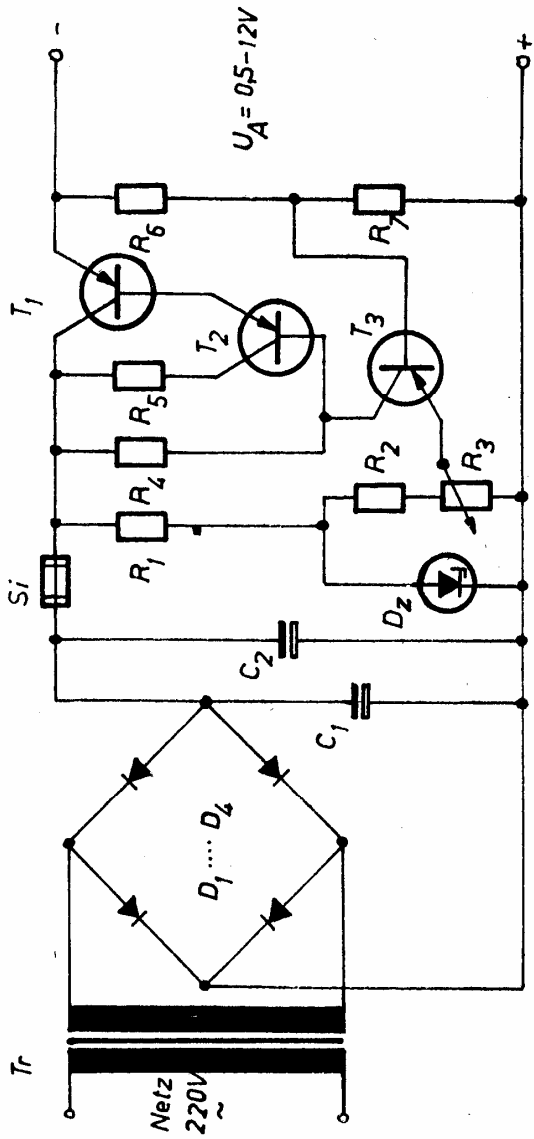 Tr
Netz
220V
~
D1 .... D4
C1
C2
Si
R1
R4
R5
T1
T2
R2
R3
Dz
T3
R6
R7
UA = 0,5-12V
-
+